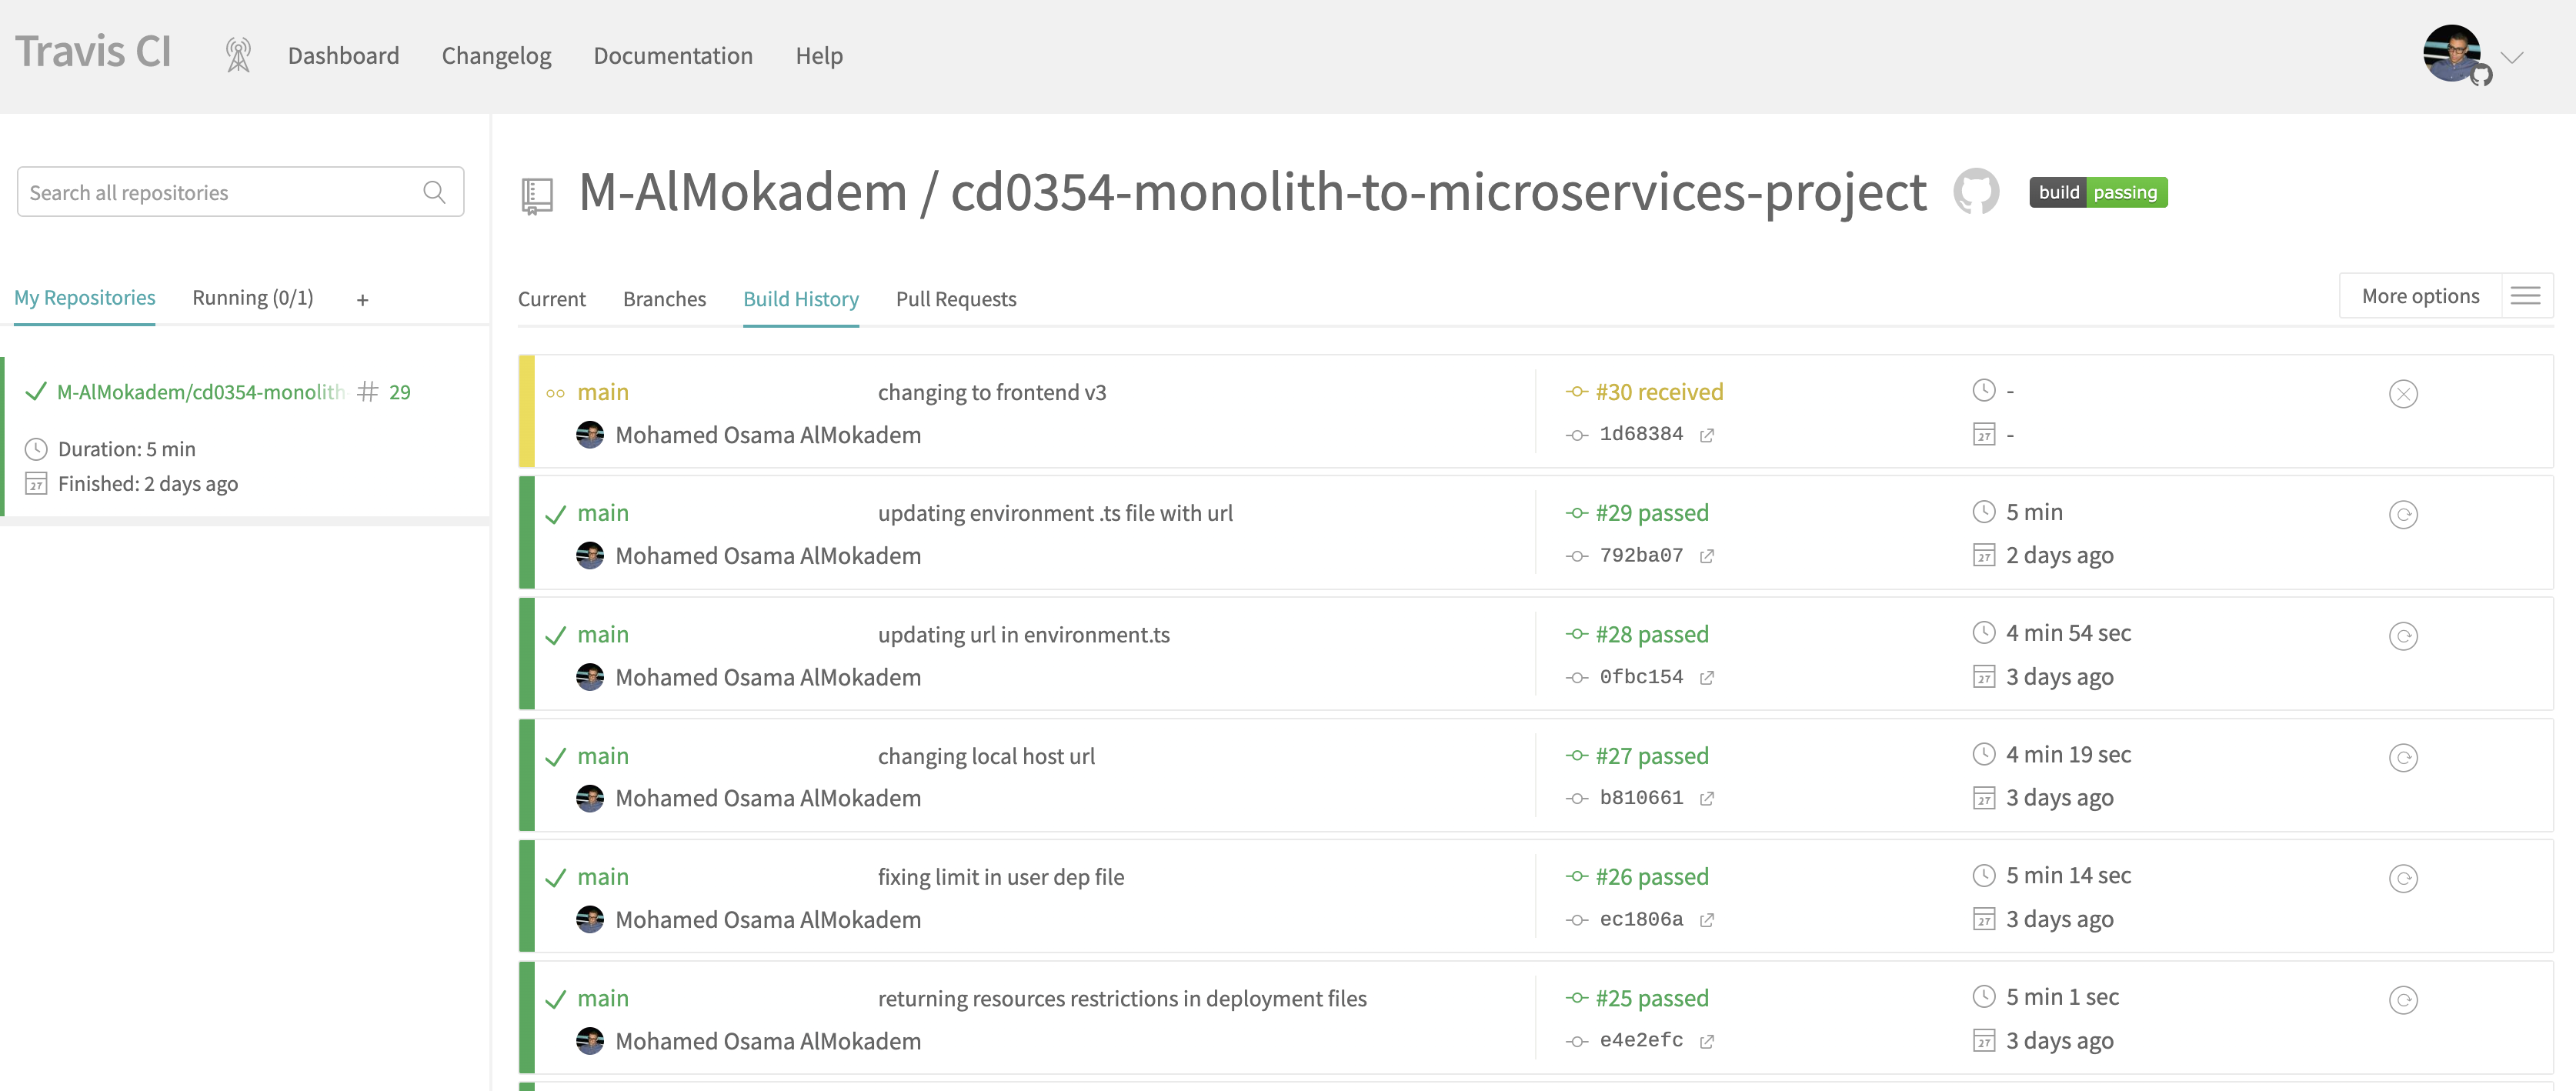 Travis CI
Dashboard
Changelog
Documentation
Help
Search all repositories
My Repositories
Running (0/1)
+
M-AlMokadem/cd0354-monolith
# 29
Duration: 5 min
27 Finished: 2 days ago
M-AlMokadem / cd0354-monolith-to-microservices-project
build passing
Current
Branches
Build History
Pull Requests
More options
main
changing to frontend v3
#30 received
-
Mohamed Osama AlMokadem
1d68384
27 -
main
updating environment .ts file with url
#29 passed
5 min
Mohamed Osama AlMokadem
792ba07
27 2 days ago
main
updating url in environment.ts
#28 passed
4 min 54 sec
Mohamed Osama AlMokadem
0fbc154
27 3 days ago
main
changing local host url
#27 passed
4 min 19 sec
Mohamed Osama AlMokadem
b810661
27 3 days ago
main
fixing limit in user dep file
#26 passed
5 min 14 sec
Mohamed Osama AlMokadem
ec1806a
27 3 days ago
main
returning resources restrictions in deployment files
#25 passed
5 min 1 sec
Mohamed Osama AlMokadem
e4e2efc
27 3 days ago